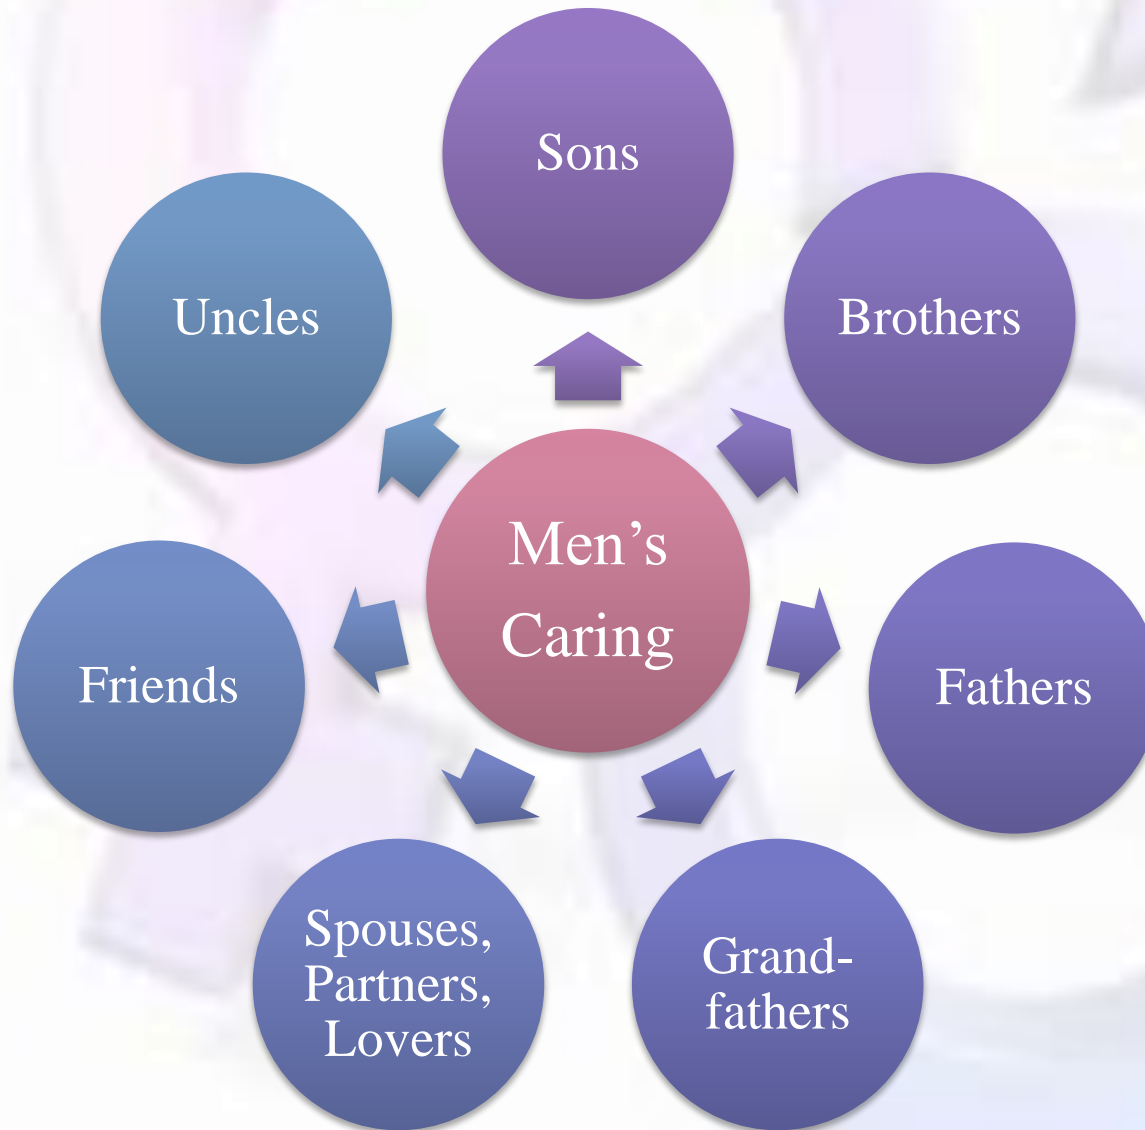 Sons
Uncles
Brothers
Men’s
Caring
Friends
Fathers
Spouses,
Partners,
Lovers
Grand-
fathers